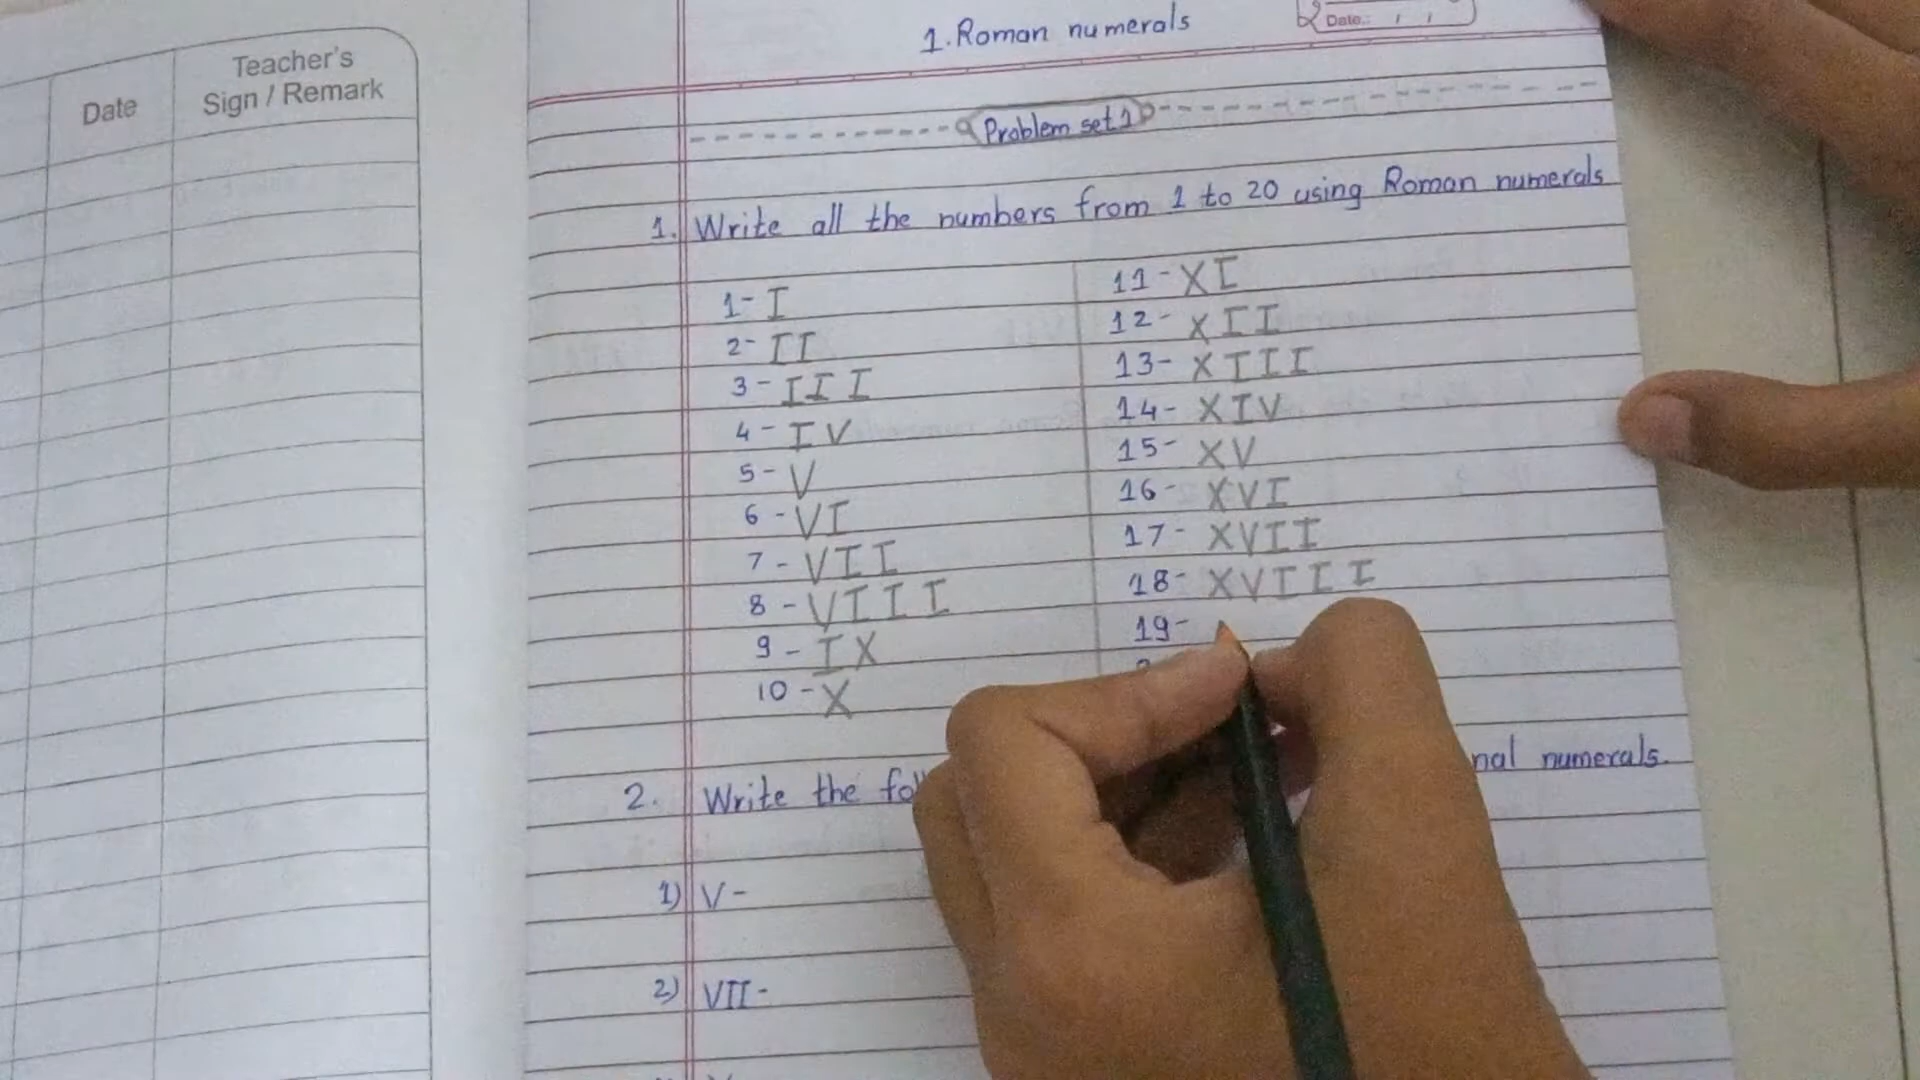 Date
Teacher's
Sign / Remark
1. Roman numerals
Date.: / /
Problem set 1
1. Write all the numbers from 1 to 20 using Roman numerals
1- I
2- II
3 - III
4 - IV
5 - V
6 - VI
7 - VII
8 - VIII
9 - IX
10 - X
11 - XI
12 - XII
13 - XIII
14 - XIV
15 - XV
16 - XVI
17 - XVII
18 - XVIII
19 -
2. Write the numerals.
1) V -
2) VII -